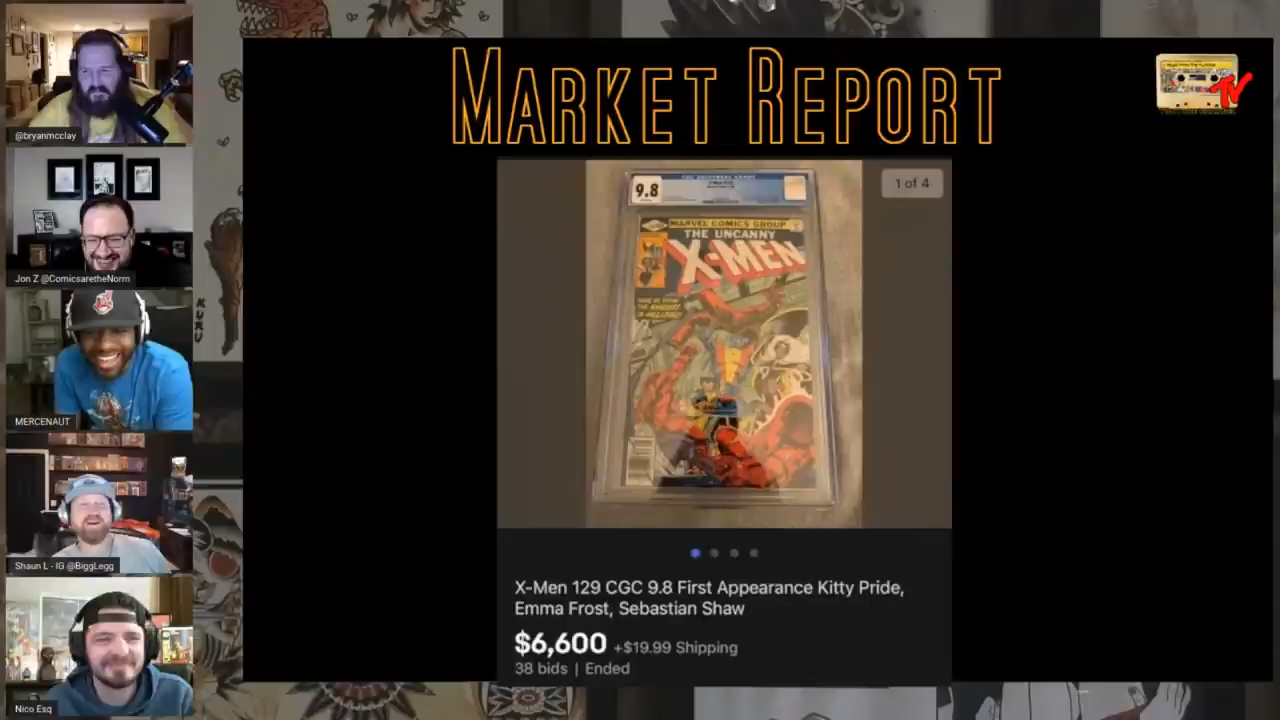 MARKET REPORT
TV
@bryanmcclay
Jon Z @ComicsaretheNorm
MERCENAUT
Shaun L - IG @BiggLegg
Nico Esq
KURU
1 of 4
9.8
MARVEL COMICS GROUP
THE UNCANNY
X-MEN
X-Men 129 CGC 9.8 First Appearance Kitty Pride,
Emma Frost, Sebastian Shaw
$6,600 +$19.99 Shipping
38 bids | Ended